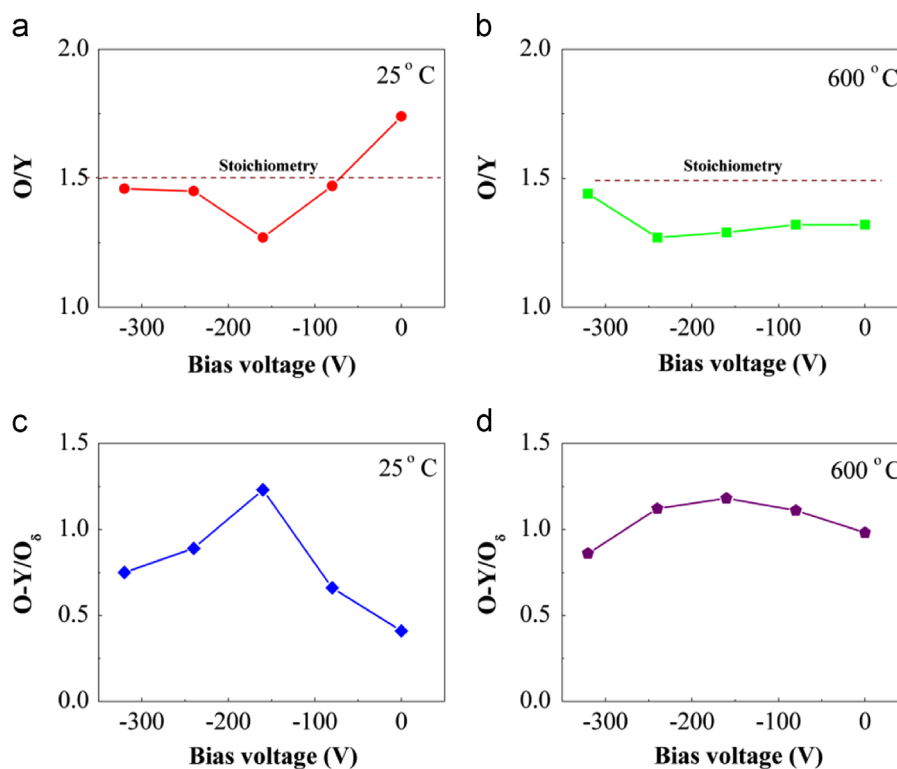 a
2.0
1.5
1.0
O/Y
25° C
Stoichiometry
-300 -200 -100 0
Bias voltage (V)
b
2.0
1.5
1.0
O/Y
600 °C
Stoichiometry
-300 -200 -100 0
Bias voltage (V)
c
1.5
1.0
0.5
0.0
O-Y/Oδ
25° C
-300 -200 -100 0
Bias voltage (V)
d
1.5
1.0
0.5
0.0
O-Y/Oδ
600 °C
-300 -200 -100 0
Bias voltage (V)